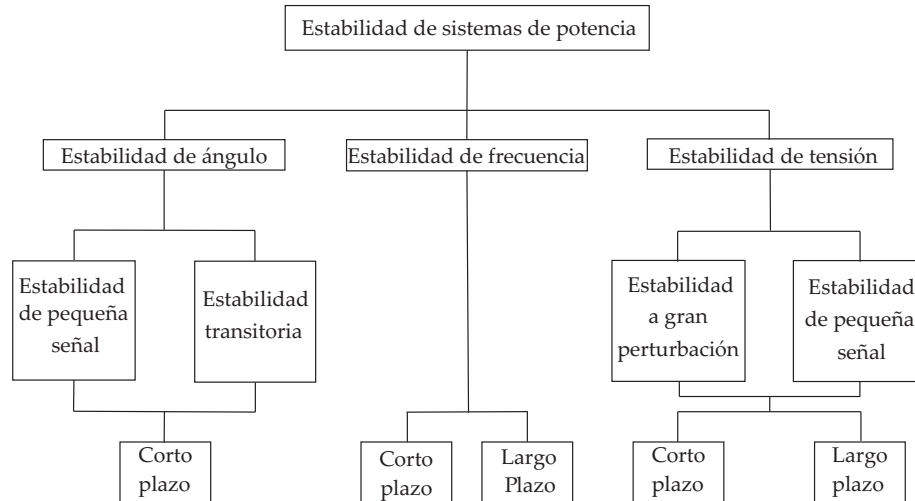 Estabilidad de sistemas de potencia
Estabilidad de ángulo
Estabilidad de frecuencia
Estabilidad de tensión
Estabilidad
de pequeña
señal
Estabilidad
transitoria
Estabilidad
a gran
perturbación
Estabilidad
de pequeña
señal
Corto
plazo
Corto
plazo
Largo
Plazo
Corto
plazo
Largo
plazo